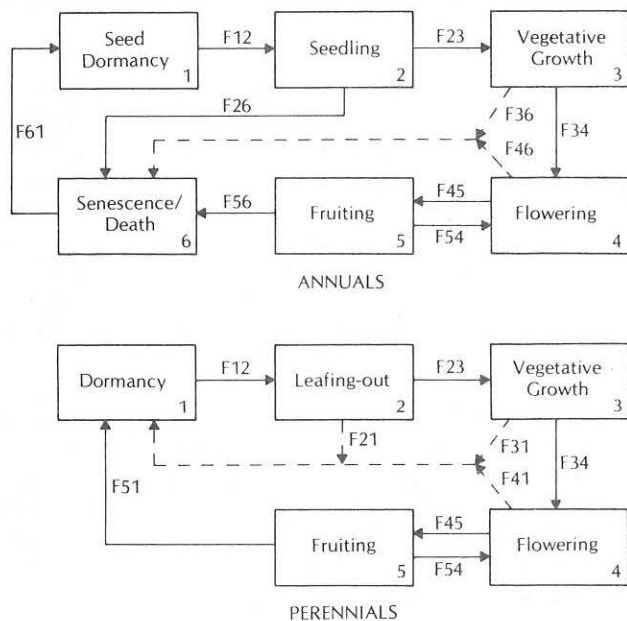 Seed
Dormancy
1
F12
Seedling
2
F23
Vegetative
Growth
3
F61
F26
F36
F34
F46
Senescence/
Death
6
F56
Fruiting
5
F45
F54
Flowering
4
ANNUALS
Dormancy
1
F12
Leafing-out
2
F23
Vegetative
Growth
3
F51
F21
F31
F34
F41
Fruiting
5
F45
F54
Flowering
4
PERENNIALS